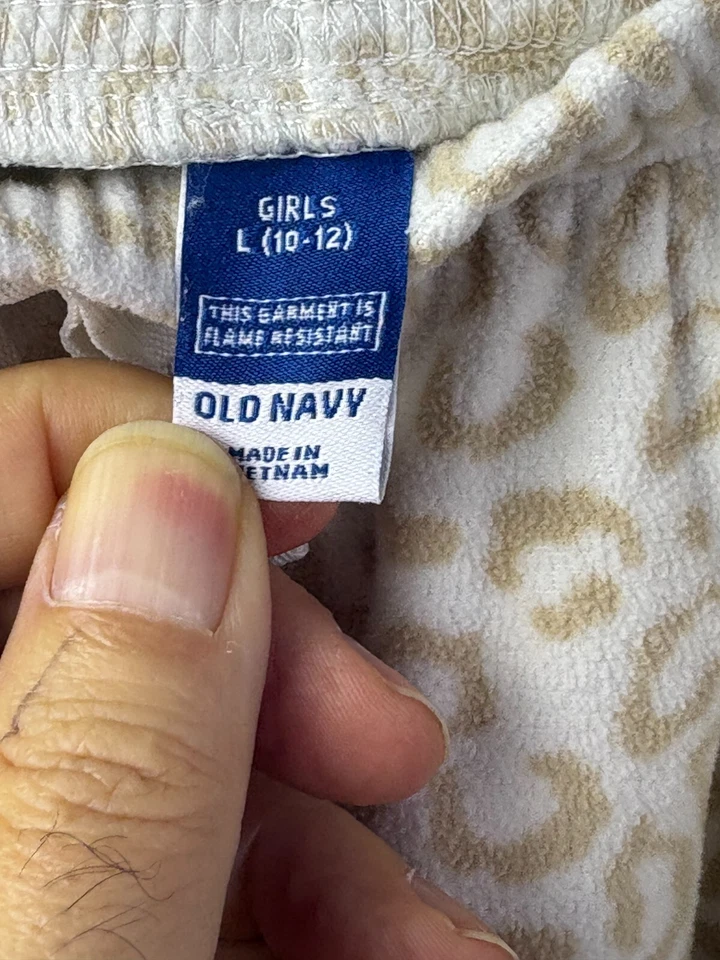 GIRLS
L (10-12)
THIS GARMENT IS
FLAME RESISTANT
OLD NAVY
MADE IN